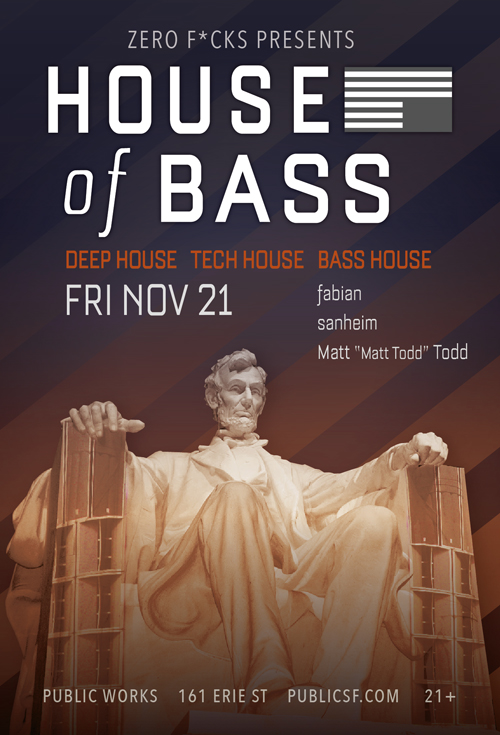 ZERO F*CKS PRESENTS
HOUSE
of BASS
DEEP HOUSE TECH HOUSE BASS HOUSE
FRI NOV 21
fabian
sanheim
Matt "Matt Todd" Todd
PUBLIC WORKS 161 ERIE ST PUBLICSF.COM 21+